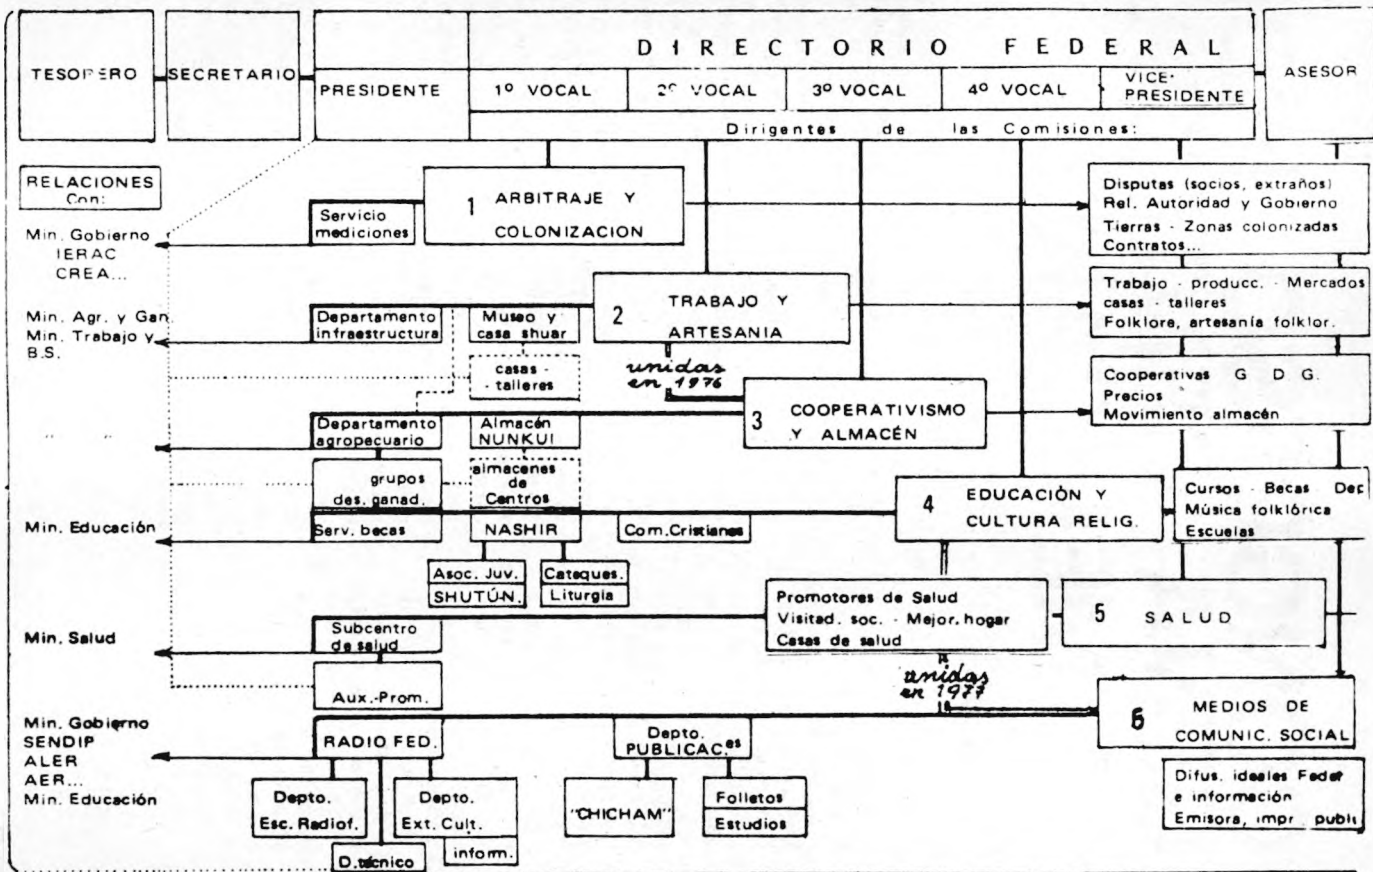 DIRECTORIO FEDERAL
TESORERO
SECRETARIO
PRESIDENTE
1º VOCAL
2º VOCAL
3º VOCAL
4º VOCAL
VICE-
PRESIDENTE
ASESOR
Dirigentes de las Comisiones:
RELACIONES
Con:
Min. Gobierno
IERAC
CREA...
Servicio
mediciones
1 ARBITRAJE Y
COLONIZACION
Disputas (socios, extraños)
Rel. Autoridad y Gobierno
Tierras - Zonas colonizadas
Contratos...
Min. Agr. y Gan.
Min. Trabajo y
B.S.
Departamento
infraestructura
Museo y
casa shuar
casas -
- talleres
2 TRABAJO Y
ARTESANIA
Trabajo - producc. - Mercados
casas - talleres
Folklore, artesanía folklor.
unidas
en 1976
" "
Departamento
agropecuario
grupos
des. ganad.
Almacén
NUNKUI
almacenes
de
Centros
3 COOPERATIVISMO
Y ALMACÉN
Cooperativas G. D. G.
Precios
Movimiento almacén
Min. Educación
Serv. becas
NASHIR
Com. Cristianas
Asoc. Juv.
SHUTÚN.
Cateques.
Liturgia
4 EDUCACIÓN Y
CULTURA RELIG.
Cursos - Becas - Dep
Música folklórica
Escuelas
Min. Salud
Subcentro
de salud
Aux.-Prom.
Promotores de Salud
Visitad. soc. - Mejor. hogar
Casas de salud
5 SALUD
unidas
en 1977
Min. Gobierno
SENDIP
ALER
AER...
Min. Educación
RADIO FED.
Depto.
Esc. Radiof.
D. técnico
Depto.
Ext. Cult.
inform.
Depto.
PUBLICAC.es
"CHICHAM"
Folletos
Estudios
6 MEDIOS DE
COMUNIC. SOCIAL
Difus. ideales Feder
e información
Emisora, impr. publi